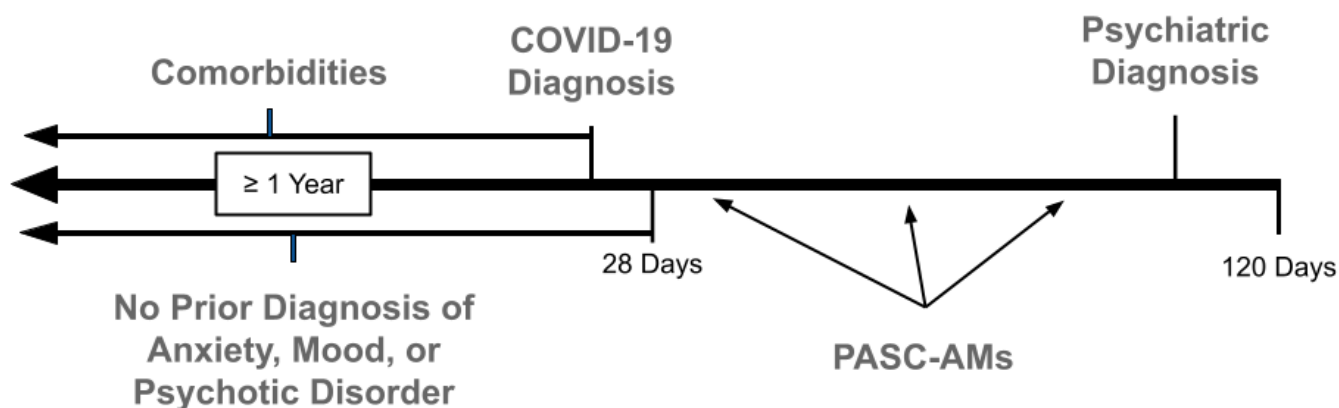 Comorbidities
COVID-19
Diagnosis
Psychiatric
Diagnosis
≥ 1 Year
28 Days
120 Days
No Prior Diagnosis of
Anxiety, Mood, or
Psychotic Disorder
PASC-AMs